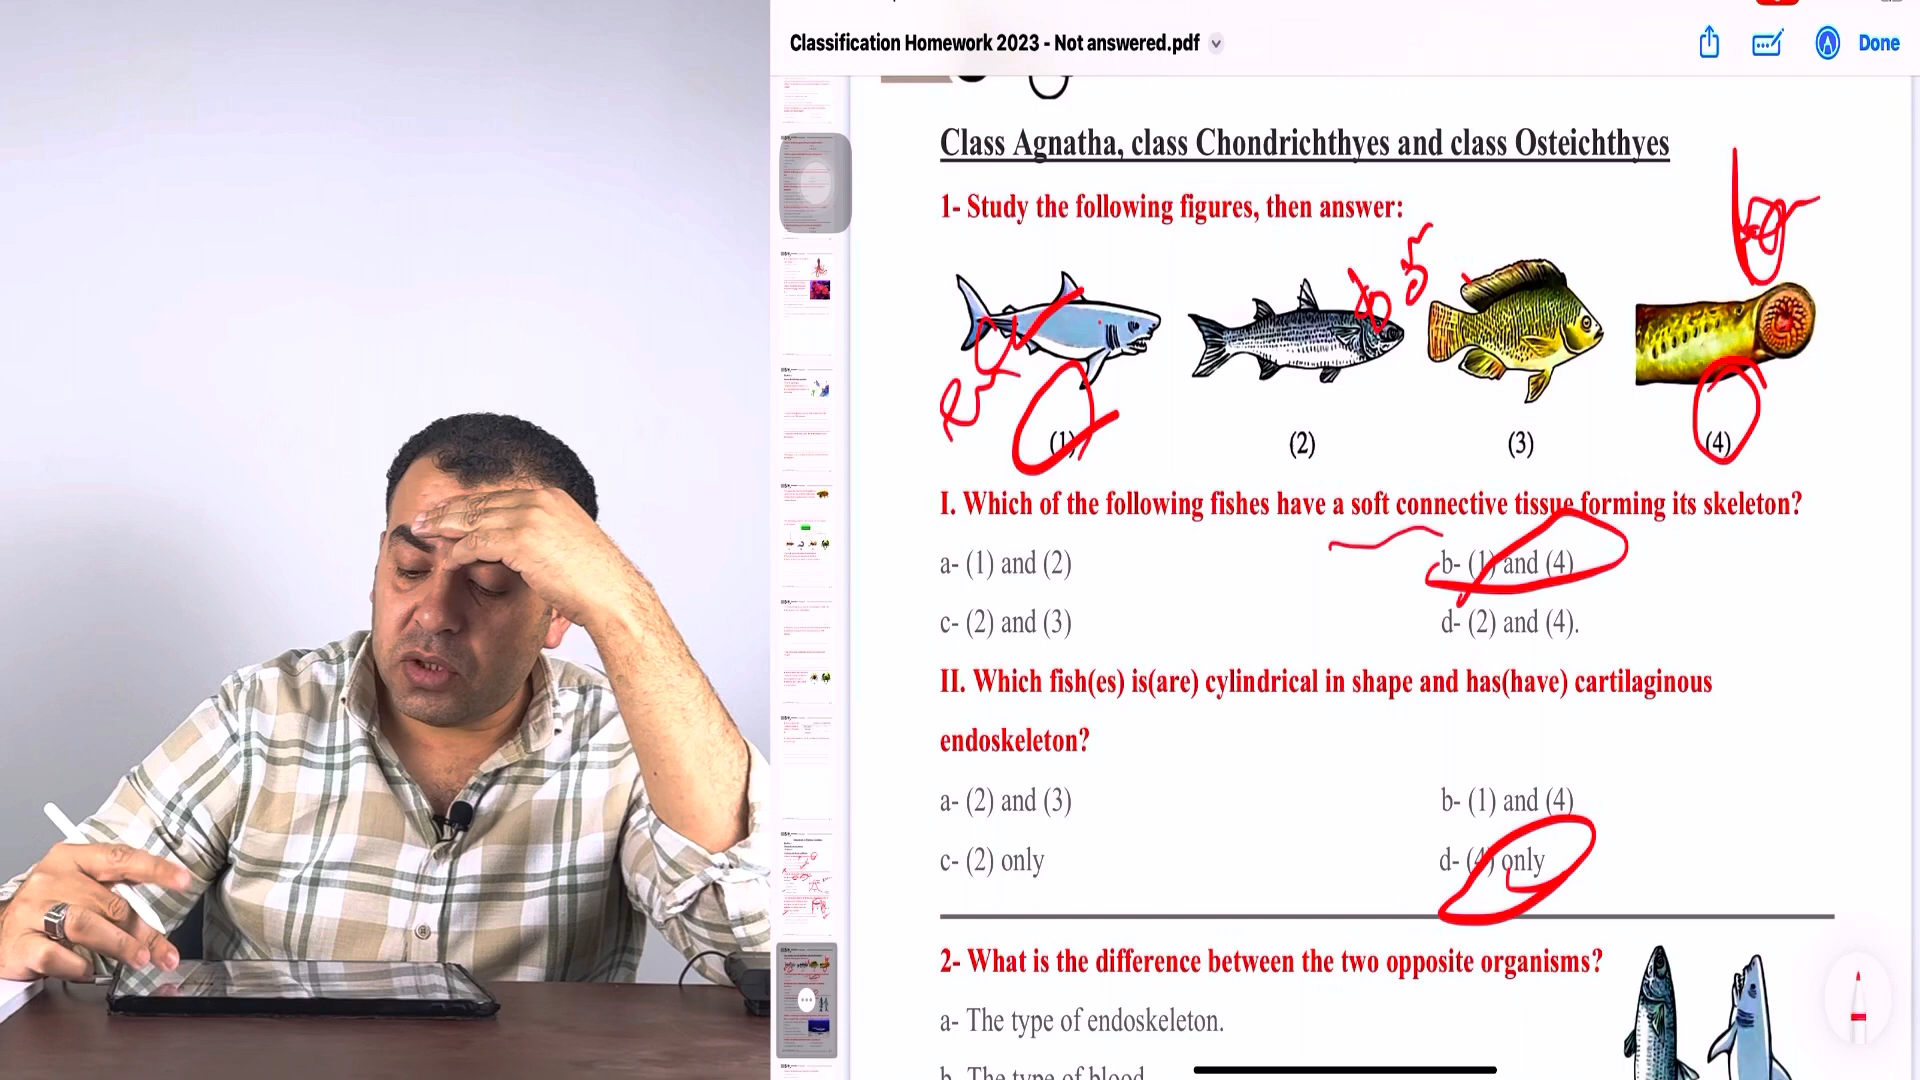 Classification Homework 2023 - Not answered.pdf
Done
Class Agnatha, class Chondrichthyes and class Osteichthyes
1- Study the following figures, then answer:
(1) (2) (3) (4)
I. Which of the following fishes have a soft connective tissue forming its skeleton?
a- (1) and (2) b- (1) and (4)
c- (2) and (3) d- (2) and (4).
II. Which fish(es) is(are) cylindrical in shape and has(have) cartilaginous
endoskeleton?
a- (2) and (3) b- (1) and (4)
c- (2) only d- (4) only
2- What is the difference between the two opposite organisms?
a- The type of endoskeleton.
b- The type of blood